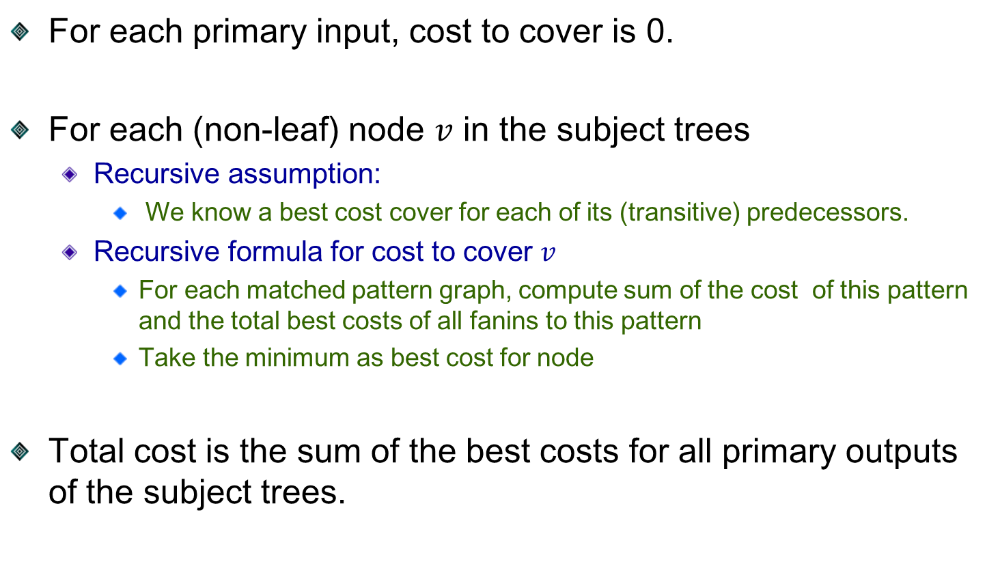 For each primary input, cost to cover is 0.
For each (non-leaf) node 𝑣 in the subject trees
Recursive assumption:
We know a best cost cover for each of its (transitive) predecessors.
Recursive formula for cost to cover 𝑣
For each matched pattern graph, compute sum of the cost  of this pattern
and the total best costs of all fanins to this pattern
Take the minimum as best cost for node
Total cost is the sum of the best costs for all primary outputs
of the subject trees.